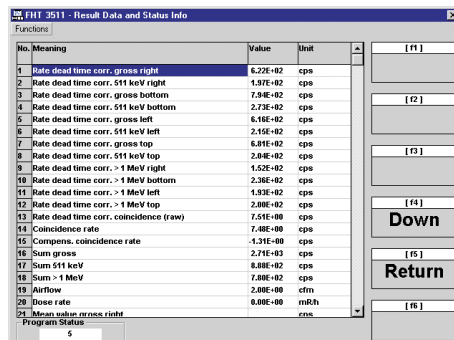 FHT 3511 - Result Data and Status Info
Functions
No. Meaning Value Unit
1 Rate dead time corr. gross right 6.22E+02 cps
2 Rate dead time corr. 511 keV right 1.97E+02 cps
3 Rate dead time corr. gross bottom 7.94E+02 cps
4 Rate dead time corr. 511 keV bottom 2.73E+02 cps
5 Rate dead time corr. gross left 6.16E+02 cps
6 Rate dead time corr. 511 keV left 2.15E+02 cps
7 Rate dead time corr. gross top 6.81E+02 cps
8 Rate dead time corr. 511 keV top 2.04E+02 cps
9 Rate dead time corr. > 1 MeV right 1.52E+02 cps
10 Rate dead time corr. > 1 MeV bottom 2.36E+02 cps
11 Rate dead time corr. > 1 MeV left 1.93E+02 cps
12 Rate dead time corr. > 1 MeV top 2.00E+02 cps
13 Rate dead time corr. coincidence (raw) 7.51E+00 cps
14 Coincidence rate 7.48E+00 cps
15 Compens. coincidence rate -1.31E+00 cps
16 Sum gross 2.71E+03 cps
17 Sum 511 keV 8.88E+02 cps
18 Sum > 1 MeV 7.80E+02 cps
19 Airflow 2.00E+00 cfm
20 Dose rate 0.00E+00 mR/h
21 Mean value gross right cps
Program Status
5
[ f1 ]
[ f2 ]
[ f3 ]
[ f4 ]
Down
[ f5 ]
Return
[ f6 ]